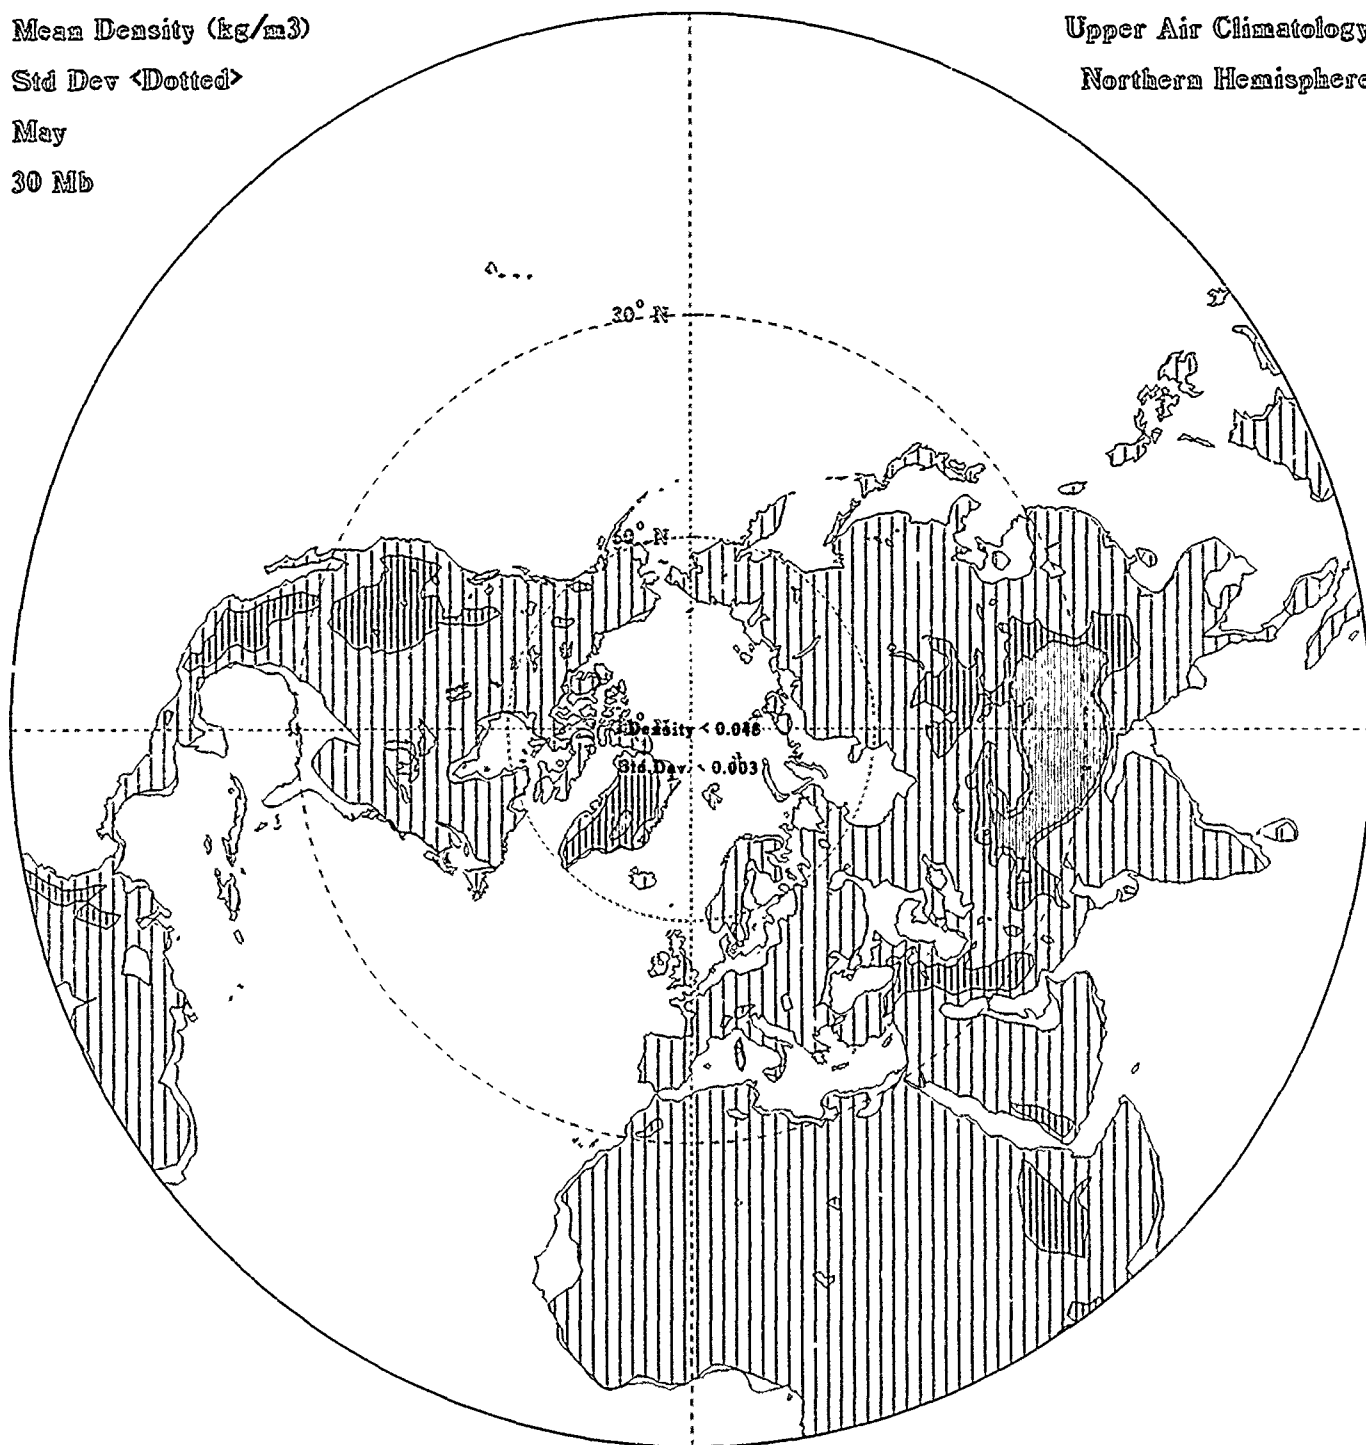 Mean Density (kg/m3)
Std Dev <Dotted>
May
30 Mb
Upper Air Climatology
Northern Hemisphere
30° N
° N
Density < 0.048
Std.Dev. < 0.003